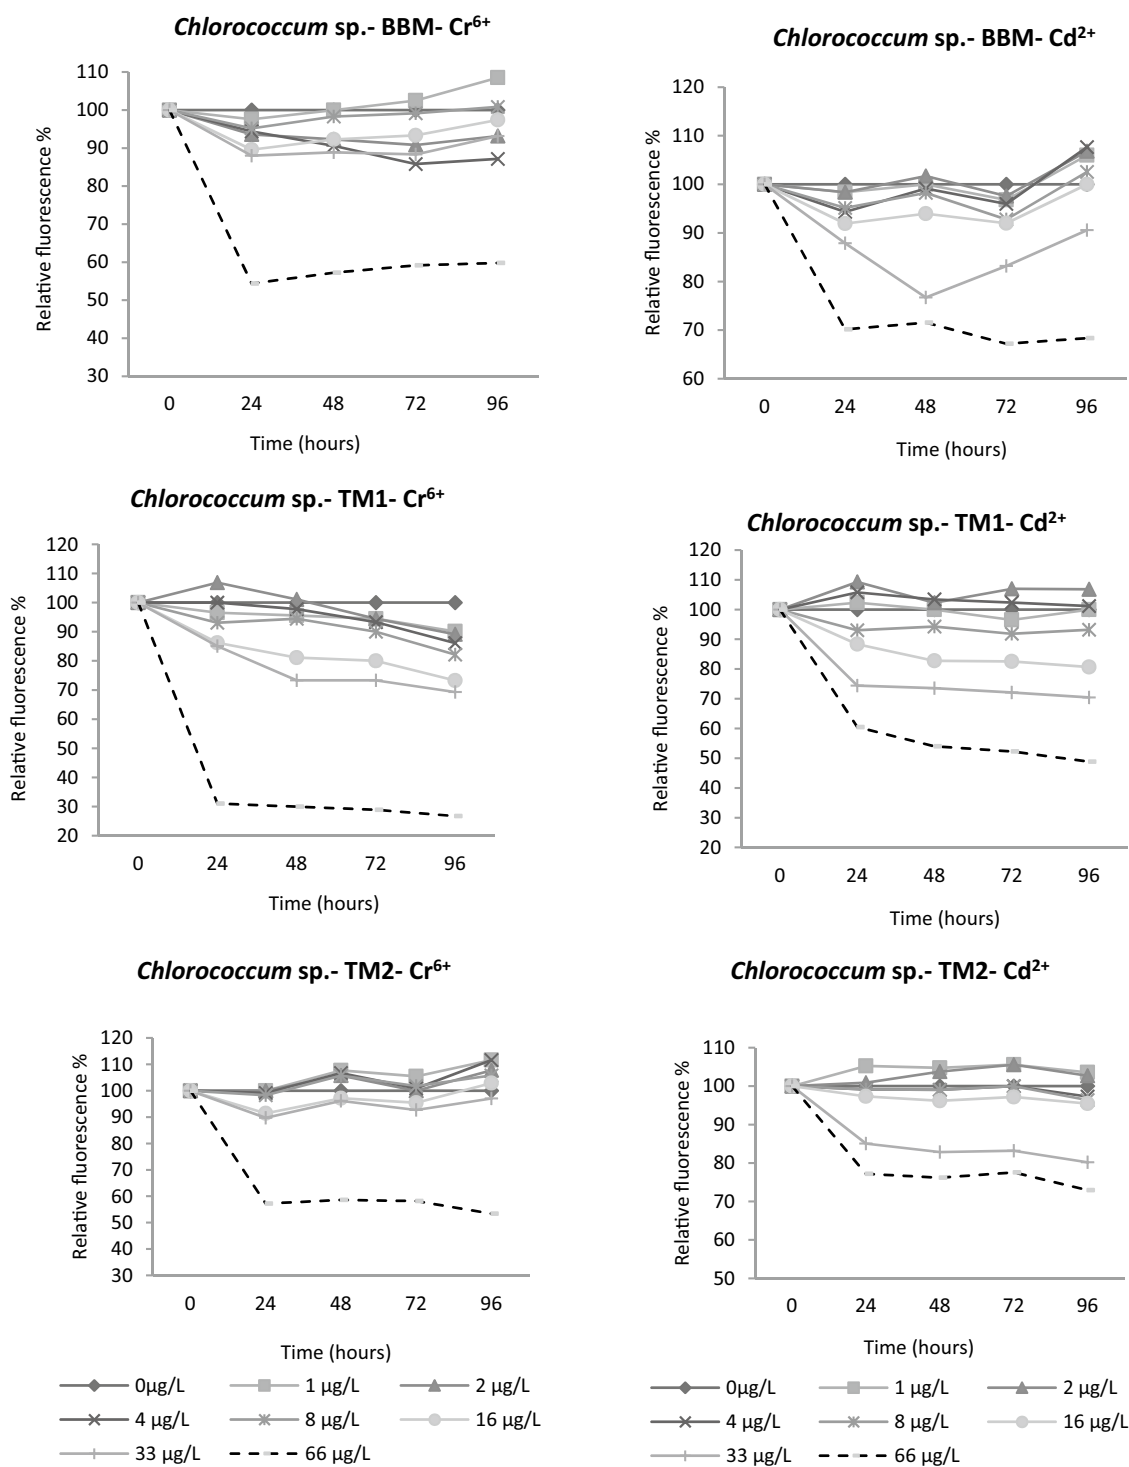 Chlorococcum sp.- BBM- Cr6+
110
100
90
80
70
60
50
40
30
Relative fluorescence %
0 24 48 72 96
Time (hours)
Chlorococcum sp.- BBM- Cd2+
120
110
100
90
80
70
60
Relative fluorescence %
0 24 48 72 96
Time (hours)
Chlorococcum sp.- TM1- Cr6+
120
110
100
90
80
70
60
50
40
30
20
Relative fluorescence %
0 24 48 72 96
Time (hours)
Chlorococcum sp.- TM1- Cd2+
120
110
100
90
80
70
60
50
40
30
20
Relative fluorescence %
0 24 48 72 96
Time (hours)
Chlorococcum sp.- TM2- Cr6+
120
110
100
90
80
70
60
50
40
30
Relative fluorescence %
0 24 48 72 96
Time (hours)
0µg/L 1 µg/L 2 µg/L
4 µg/L 8 µg/L 16 µg/L
33 µg/L 66 µg/L
Chlorococcum sp.- TM2- Cd2+
110
100
90
80
70
60
50
Relative fluorescence %
0 24 48 72 96
Time (hours)
0µg/L 1 µg/L 2 µg/L
4 µg/L 8 µg/L 16 µg/L
33 µg/L 66 µg/L